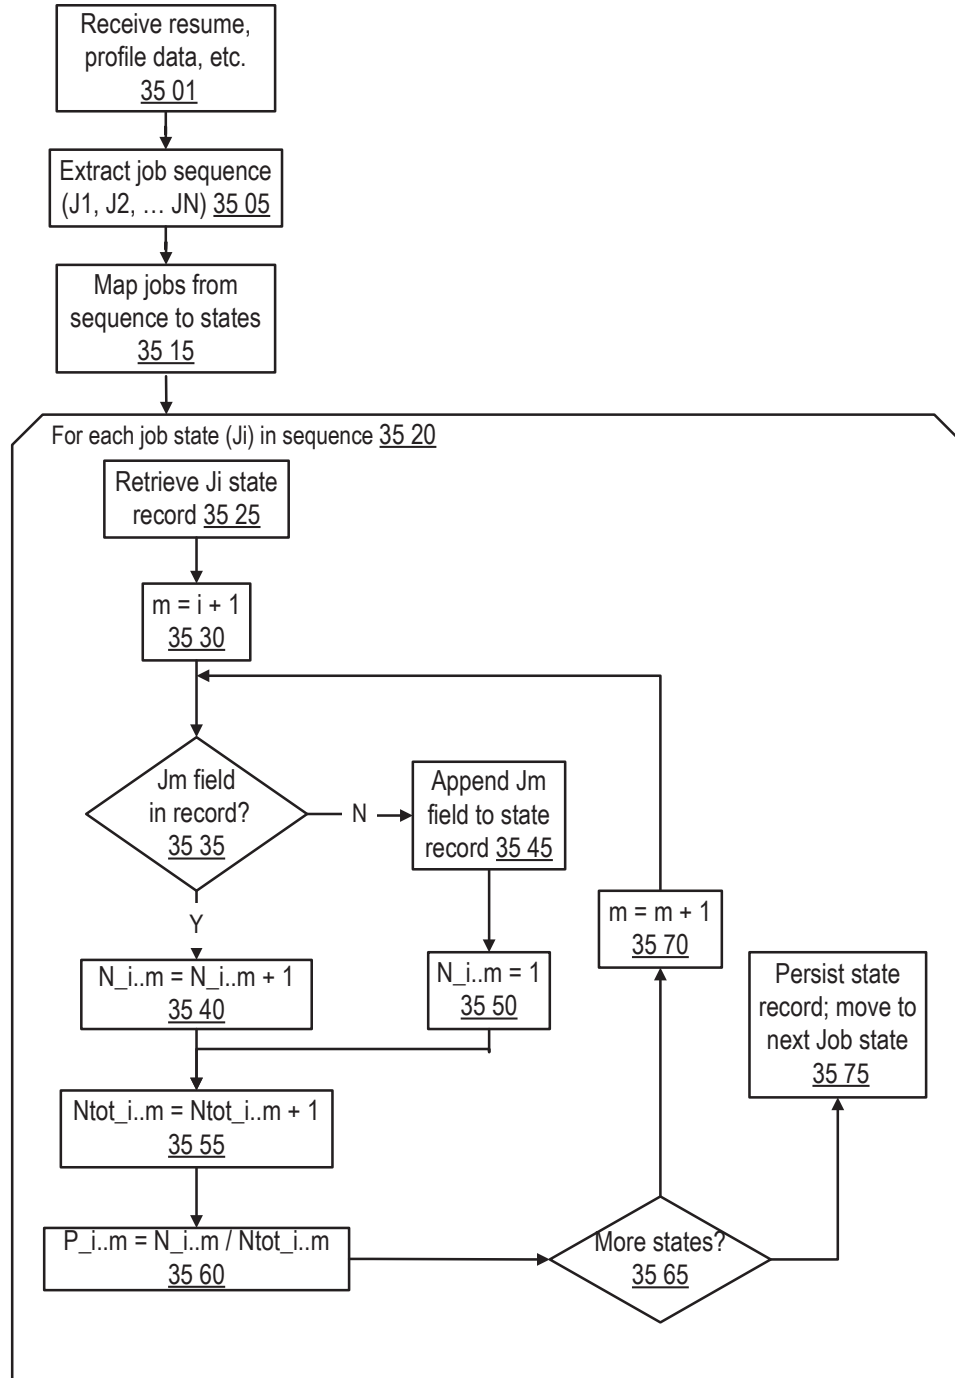 Receive resume,
profile data, etc.
35 01
Extract job sequence
(J1, J2, … JN) 35 05
Map jobs from
sequence to states
35 15
For each job state (Ji) in sequence 35 20
Retrieve Ji state
record 35 25
m = i + 1
35 30
Jm field
in record?
35 35
N
Append Jm
field to state
record 35 45
Y
N_i..m = N_i..m + 1
35 40
N_i..m = 1
35 50
m = m + 1
35 70
Persist state
record; move to
next Job state
35 75
Ntot_i..m = Ntot_i..m + 1
35 55
P_i..m = N_i..m / Ntot_i..m
35 60
More states?
35 65